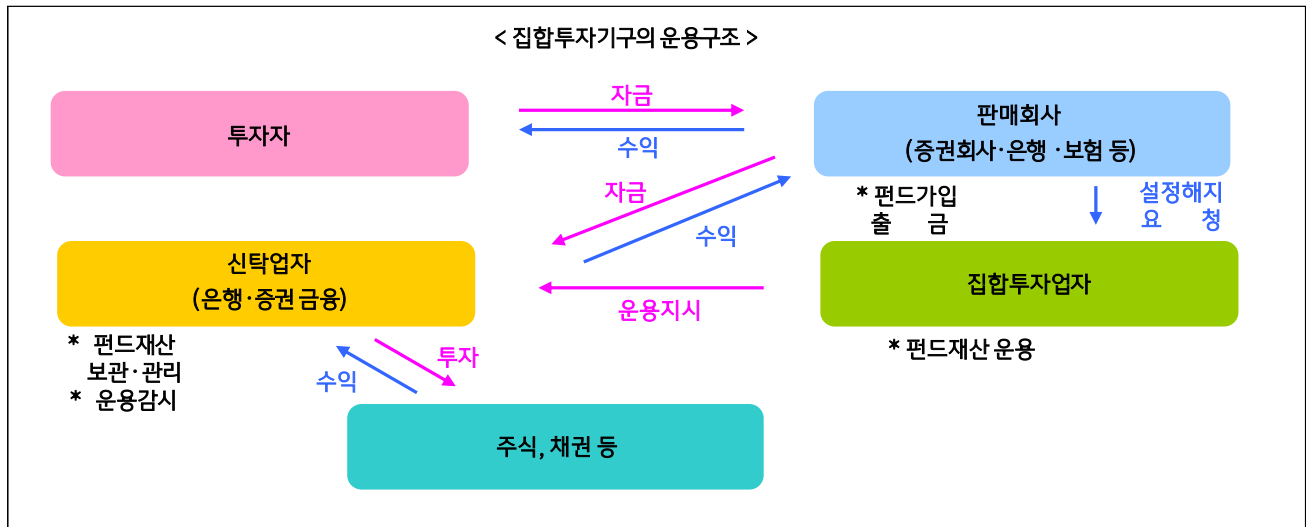 < 집합투자기구의 운용구조 >
투자자
자금
수익
판매회사
(증권회사·은행 ·보험 등)
자금
수익
* 펀드가입
출 금
설정해지
요 청
신탁업자
(은행·증권 금융)
운용지시
집합투자업자
* 펀드재산
보관·관리
* 운용감시
* 펀드재산 운용
투자
수익
주식, 채권 등